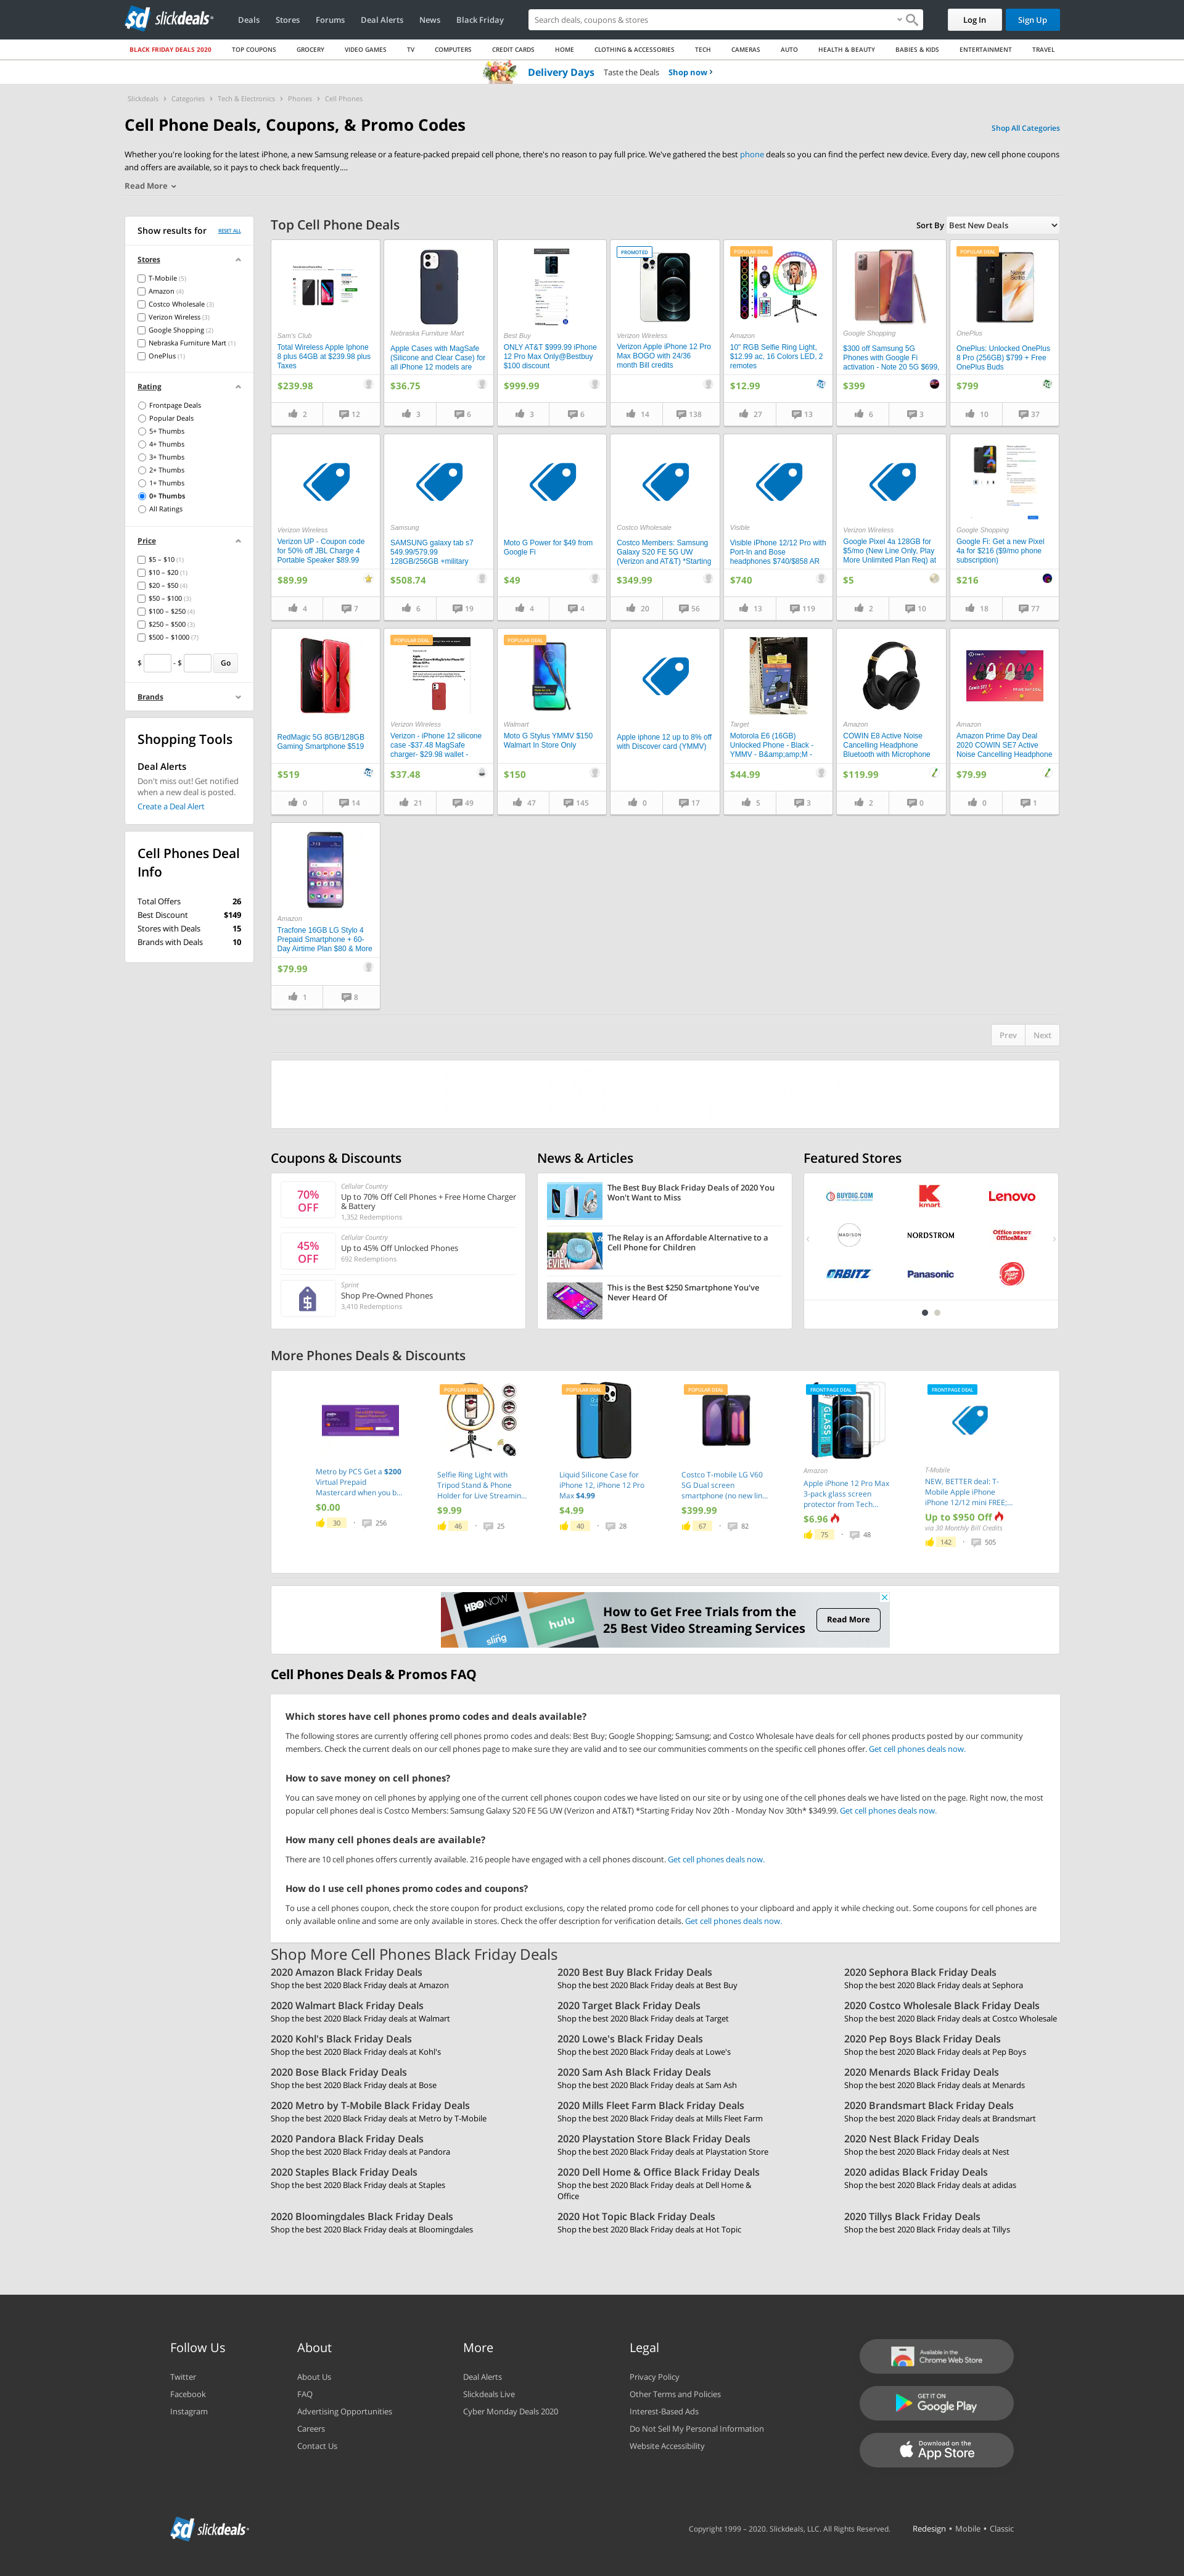 sd slickdeals
Deals
Stores
Forums
Deal Alerts
News
Black Friday
Search deals, coupons & stores
Log In
Sign Up
BLACK FRIDAY DEALS 2020
TOP COUPONS
GROCERY
VIDEO GAMES
TV
COMPUTERS
CREDIT CARDS
HOME
CLOTHING & ACCESSORIES
TECH
CAMERAS
AUTO
HEALTH & BEAUTY
BABIES & KIDS
ENTERTAINMENT
TRAVEL
Delivery Days Taste the Deals Shop now ›
Slickdeals › Categories › Tech & Electronics › Phones › Cell Phones
Cell Phone Deals, Coupons, & Promo Codes
Shop All Categories
Whether you're looking for the latest iPhone, a new Samsung release or a feature-packed prepaid cell phone, there's no reason to pay full price. We've gathered the best phone deals so you can find the perfect new device. Every day, new cell phone coupons
and offers are available, so it pays to check back frequently....
Read More
Show results for RESET ALL
Stores
T-Mobile (5)
Amazon (4)
Costco Wholesale (3)
Verizon Wireless (3)
Google Shopping (2)
Nebraska Furniture Mart (1)
OnePlus (1)
Rating
Frontpage Deals
Popular Deals
5+ Thumbs
4+ Thumbs
3+ Thumbs
2+ Thumbs
1+ Thumbs
0+ Thumbs
All Ratings
Price
$5 – $10 (1)
$10 – $20 (1)
$20 – $50 (4)
$50 – $100 (3)
$100 – $250 (4)
$250 – $500 (3)
$500 – $1000 (7)
$ - $ Go
Brands
Shopping Tools
Deal Alerts
Don't miss out! Get notified
when a new deal is posted.
Create a Deal Alert
Cell Phones Deal
Info
Total Offers 26
Best Discount $149
Stores with Deals 15
Brands with Deals 10
Top Cell Phone Deals
Sort By Best New Deals
Sam's Club
Total Wireless Apple Iphone
8 plus 64GB at $239.98 plus
Taxes
$239.98
2 12
Nebraska Furniture Mart
Apple Cases with MagSafe
(Silicone and Clear Case) for
all iPhone 12 models are
$36.75
3 6
Best Buy
ONLY AT&T $999.99 iPhone
12 Pro Max Only@Bestbuy
$100 discount
$999.99
3 6
PROMOTED
Verizon Wireless
Verizon Apple iPhone 12 Pro
Max BOGO with 24/36
month Bill credits
14 138
POPULAR DEAL
Amazon
10" RGB Selfie Ring Light,
$12.99 ac, 16 Colors LED, 2
remotes
$12.99
27 13
Google Shopping
$300 off Samsung 5G
Phones with Google Fi
activation - Note 20 5G $699,
$399
6 3
POPULAR DEAL
OnePlus
OnePlus: Unlocked OnePlus
8 Pro (256GB) $799 + Free
OnePlus Buds
$799
10 37
Verizon Wireless
Verizon UP - Coupon code
for 50% off JBL Charge 4
Portable Speaker $89.99
$89.99
4 7
Samsung
SAMSUNG galaxy tab s7
549.99/579.99
128GB/256GB +military
$508.74
6 19
Moto G Power for $49 from
Google Fi
$49
4 4
Costco Wholesale
Costco Members: Samsung
Galaxy S20 FE 5G UW
(Verizon and AT&T) *Starting
$349.99
20 56
Visible
Visible iPhone 12/12 Pro with
Port-In and Bose
headphones $740/$858 AR
$740
13 119
Verizon Wireless
Google Pixel 4a 128GB for
$5/mo (New Line Only, Play
More Unlimited Plan Req) at
$5
2 10
Google Shopping
Google Fi: Get a new Pixel
4a for $216 ($9/mo phone
subscription)
$216
18 77
RedMagic 5G 8GB/128GB
Gaming Smartphone $519
$519
0 14
POPULAR DEAL
Verizon Wireless
Verizon - iPhone 12 silicone
case -$37.48 MagSafe
charger- $29.98 wallet -
$37.48
21 49
POPULAR DEAL
Walmart
Moto G Stylus YMMV $150
Walmart In Store Only
$150
47 145
Apple iphone 12 up to 8% off
with Discover card (YMMV)
0 17
Target
Motorola E6 (16GB)
Unlocked Phone - Black -
YMMV - B&amp;amp;M -
$44.99
5 3
Amazon
COWIN E8 Active Noise
Cancelling Headphone
Bluetooth with Microphone
$119.99
2 0
Amazon
Amazon Prime Day Deal
2020 COWIN SE7 Active
Noise Cancelling Headphone
$79.99
0 1
Amazon
Tracfone 16GB LG Stylo 4
Prepaid Smartphone + 60-
Day Airtime Plan $80 & More
$79.99
1 8
Prev Next
Coupons & Discounts
70%
OFF
Cellular Country
Up to 70% Off Cell Phones + Free Home Charger
& Battery
1,352 Redemptions
45%
OFF
Cellular Country
Up to 45% Off Unlocked Phones
692 Redemptions
Sprint
Shop Pre-Owned Phones
3,410 Redemptions
News & Articles
The Best Buy Black Friday Deals of 2020 You
Won't Want to Miss
The Relay is an Affordable Alternative to a
Cell Phone for Children
This is the Best $250 Smartphone You've
Never Heard Of
Featured Stores
BUYDIG.COM
kmart
Lenovo
MADISON
NORDSTROM
Office DEPOT
OfficeMax
ORBITZ
Panasonic
Pizza Hut
More Phones Deals & Discounts
Metro by PCS Get a $200
Virtual Prepaid
Mastercard when you b...
$0.00
30 · 256
POPULAR DEAL
Selfie Ring Light with
Tripod Stand & Phone
Holder for Live Streamin...
$9.99
46 · 25
POPULAR DEAL
Liquid Silicone Case for
iPhone 12, iPhone 12 Pro
Max $4.99
$4.99
40 · 28
POPULAR DEAL
Costco T-mobile LG V60
5G Dual screen
smartphone (no new lin...
$399.99
67 · 82
FRONTPAGE DEAL
Amazon
Apple iPhone 12 Pro Max
3-pack glass screen
protector from Tech...
$6.96
75 · 48
FRONTPAGE DEAL
T-Mobile
NEW, BETTER deal: T-
Mobile Apple iPhone
iPhone 12/12 mini FREE;...
Up to $950 Off
via 30 Monthly Bill Credits
142 · 505
HBO NOW
sling
hulu
How to Get Free Trials from the
25 Best Video Streaming Services
Read More
Cell Phones Deals & Promos FAQ
Which stores have cell phones promo codes and deals available?
The following stores are currently offering cell phones promo codes and deals: Best Buy; Google Shopping; Samsung; and Costco Wholesale have deals for cell phones products posted by our community
members. Check the current deals on our cell phones page to make sure they are valid and to see our communities comments on the specific cell phones offer. Get cell phones deals now.
How to save money on cell phones?
You can save money on cell phones by applying one of the current cell phones coupon codes we have listed on our site or by using one of the cell phones deals we have listed on the page. Right now, the most
popular cell phones deal is Costco Members: Samsung Galaxy S20 FE 5G UW (Verizon and AT&T) *Starting Friday Nov 20th - Monday Nov 30th* $349.99. Get cell phones deals now.
How many cell phones deals are available?
There are 10 cell phones offers currently available. 216 people have engaged with a cell phones discount. Get cell phones deals now.
How do I use cell phones promo codes and coupons?
To use a cell phones coupon, check the store coupon for product exclusions, copy the related promo code for cell phones to your clipboard and apply it while checking out. Some coupons for cell phones are
only available online and some are only available in stores. Check the offer description for verification details. Get cell phones deals now.
Shop More Cell Phones Black Friday Deals
2020 Amazon Black Friday Deals
Shop the best 2020 Black Friday deals at Amazon
2020 Best Buy Black Friday Deals
Shop the best 2020 Black Friday deals at Best Buy
2020 Sephora Black Friday Deals
Shop the best 2020 Black Friday deals at Sephora
2020 Walmart Black Friday Deals
Shop the best 2020 Black Friday deals at Walmart
2020 Target Black Friday Deals
Shop the best 2020 Black Friday deals at Target
2020 Costco Wholesale Black Friday Deals
Shop the best 2020 Black Friday deals at Costco Wholesale
2020 Kohl's Black Friday Deals
Shop the best 2020 Black Friday deals at Kohl's
2020 Lowe's Black Friday Deals
Shop the best 2020 Black Friday deals at Lowe's
2020 Pep Boys Black Friday Deals
Shop the best 2020 Black Friday deals at Pep Boys
2020 Bose Black Friday Deals
Shop the best 2020 Black Friday deals at Bose
2020 Sam Ash Black Friday Deals
Shop the best 2020 Black Friday deals at Sam Ash
2020 Menards Black Friday Deals
Shop the best 2020 Black Friday deals at Menards
2020 Metro by T-Mobile Black Friday Deals
Shop the best 2020 Black Friday deals at Metro by T-Mobile
2020 Mills Fleet Farm Black Friday Deals
Shop the best 2020 Black Friday deals at Mills Fleet Farm
2020 Brandsmart Black Friday Deals
Shop the best 2020 Black Friday deals at Brandsmart
2020 Pandora Black Friday Deals
Shop the best 2020 Black Friday deals at Pandora
2020 Playstation Store Black Friday Deals
Shop the best 2020 Black Friday deals at Playstation Store
2020 Nest Black Friday Deals
Shop the best 2020 Black Friday deals at Nest
2020 Staples Black Friday Deals
Shop the best 2020 Black Friday deals at Staples
2020 Dell Home & Office Black Friday Deals
Shop the best 2020 Black Friday deals at Dell Home &
Office
2020 adidas Black Friday Deals
Shop the best 2020 Black Friday deals at adidas
2020 Bloomingdales Black Friday Deals
Shop the best 2020 Black Friday deals at Bloomingdales
2020 Hot Topic Black Friday Deals
Shop the best 2020 Black Friday deals at Hot Topic
2020 Tillys Black Friday Deals
Shop the best 2020 Black Friday deals at Tillys
Follow Us
Twitter
Facebook
Instagram
About
About Us
FAQ
Advertising Opportunities
Careers
Contact Us
More
Deal Alerts
Slickdeals Live
Cyber Monday Deals 2020
Legal
Privacy Policy
Other Terms and Policies
Interest-Based Ads
Do Not Sell My Personal Information
Website Accessibility
Available in the
Chrome Web Store
GET IT ON
Google Play
Download on the
App Store
sd slickdeals
Copyright 1999 – 2020. Slickdeals, LLC. All Rights Reserved.
Redesign • Mobile • Classic